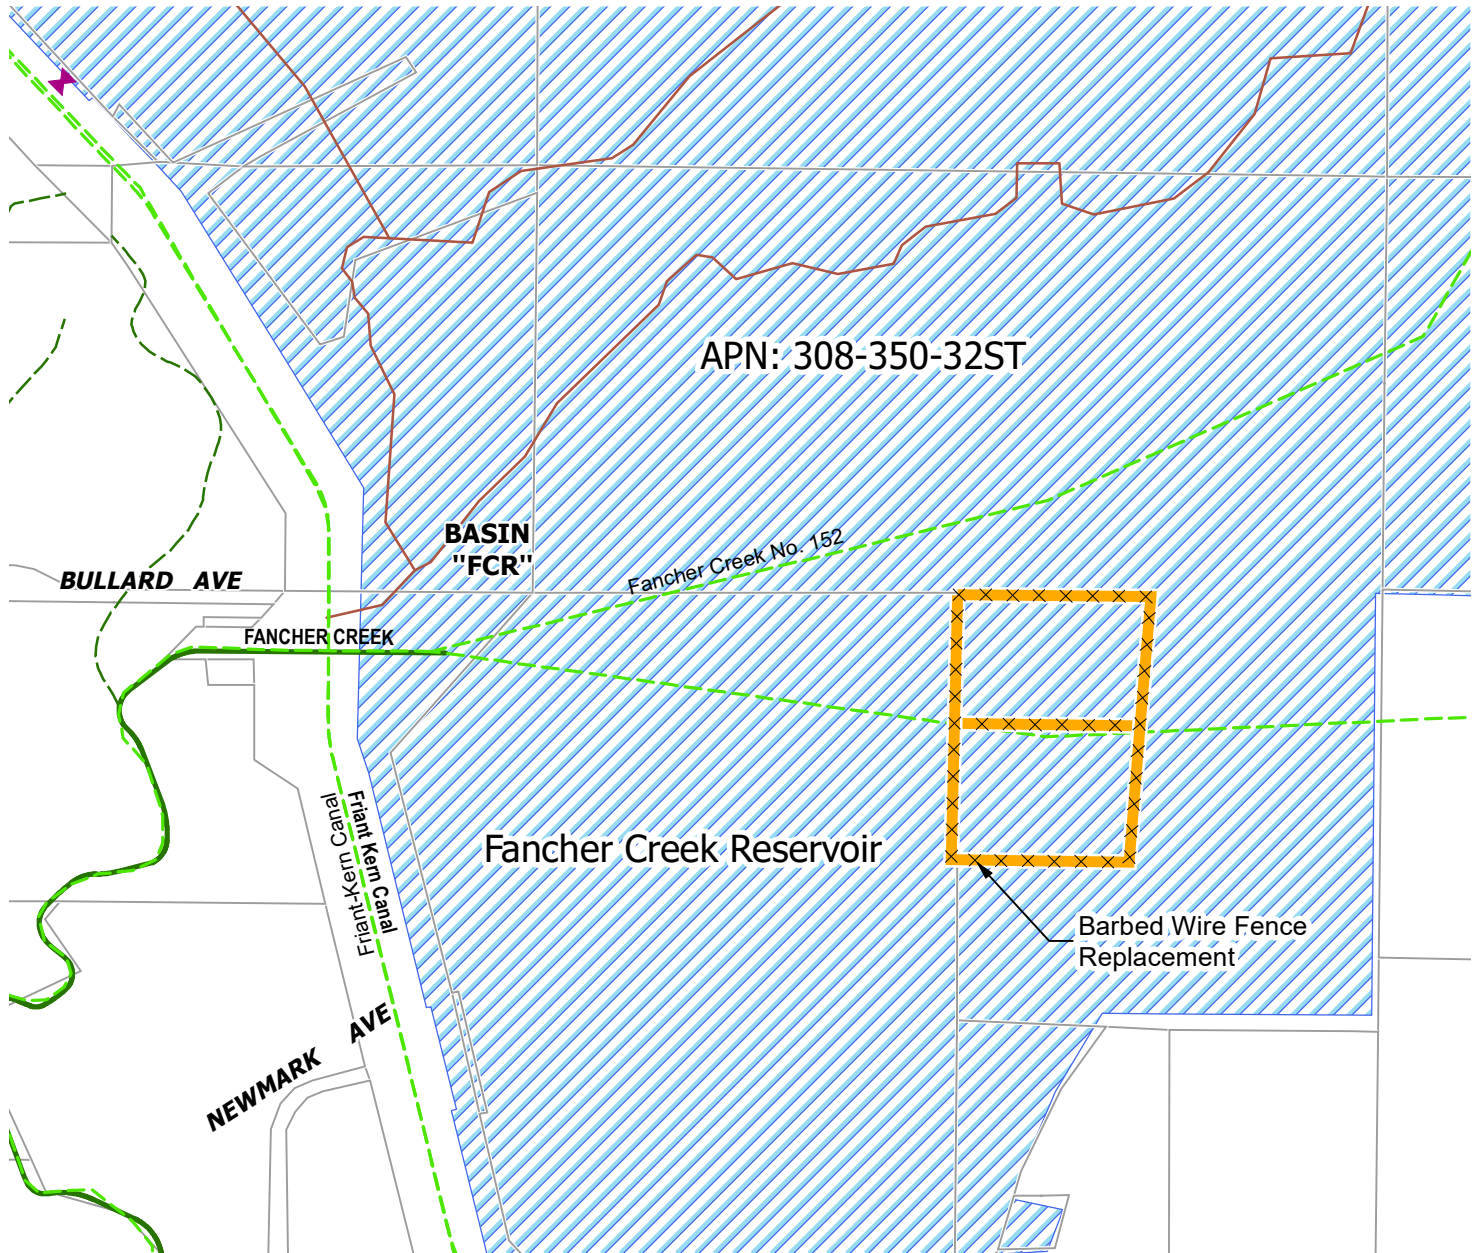 APN: 308-350-32ST
BASIN
"FCR"
Fancher Creek No. 152
BULLARD AVE
FANCHER CREEK
Friant Kern Canal
Friant-Kern Canal
Fancher Creek Reservoir
Barbed Wire Fence
Replacement
NEWMARK AVE